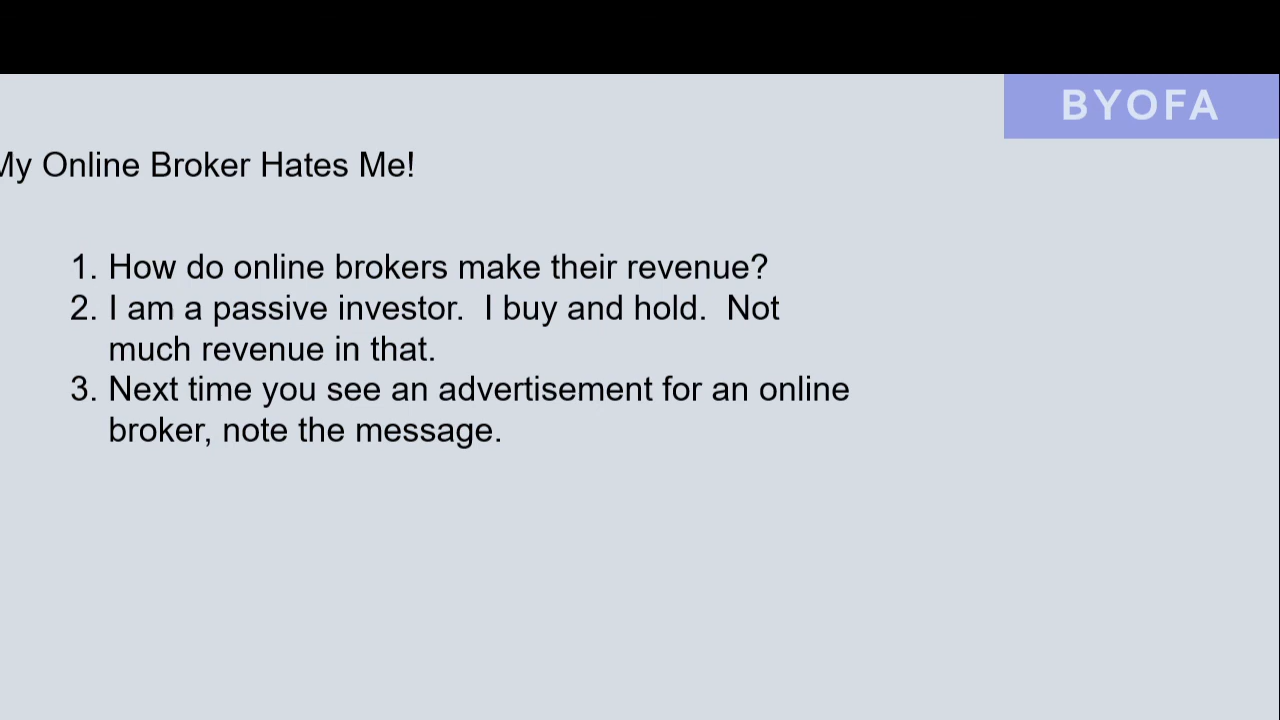 BYOFA
My Online Broker Hates Me!
1. How do online brokers make their revenue?
2. I am a passive investor.  I buy and hold.  Not
much revenue in that.
3. Next time you see an advertisement for an online
broker, note the message.